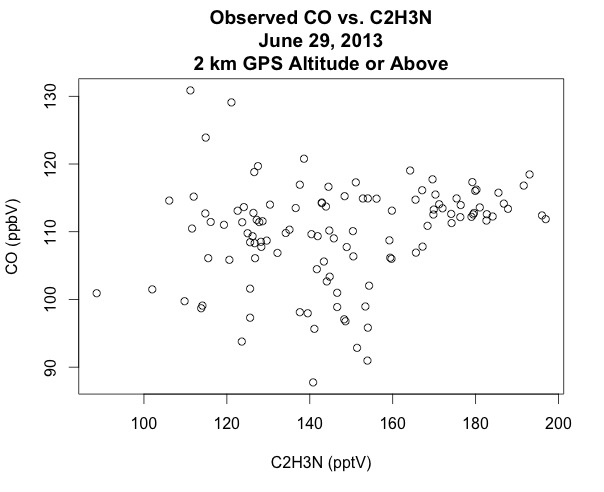 Observed CO vs. C2H3N
June 29, 2013
2 km GPS Altitude or Above
130
120
110
100
90
CO (ppbV)
100 120 140 160 180 200
C2H3N (pptV)